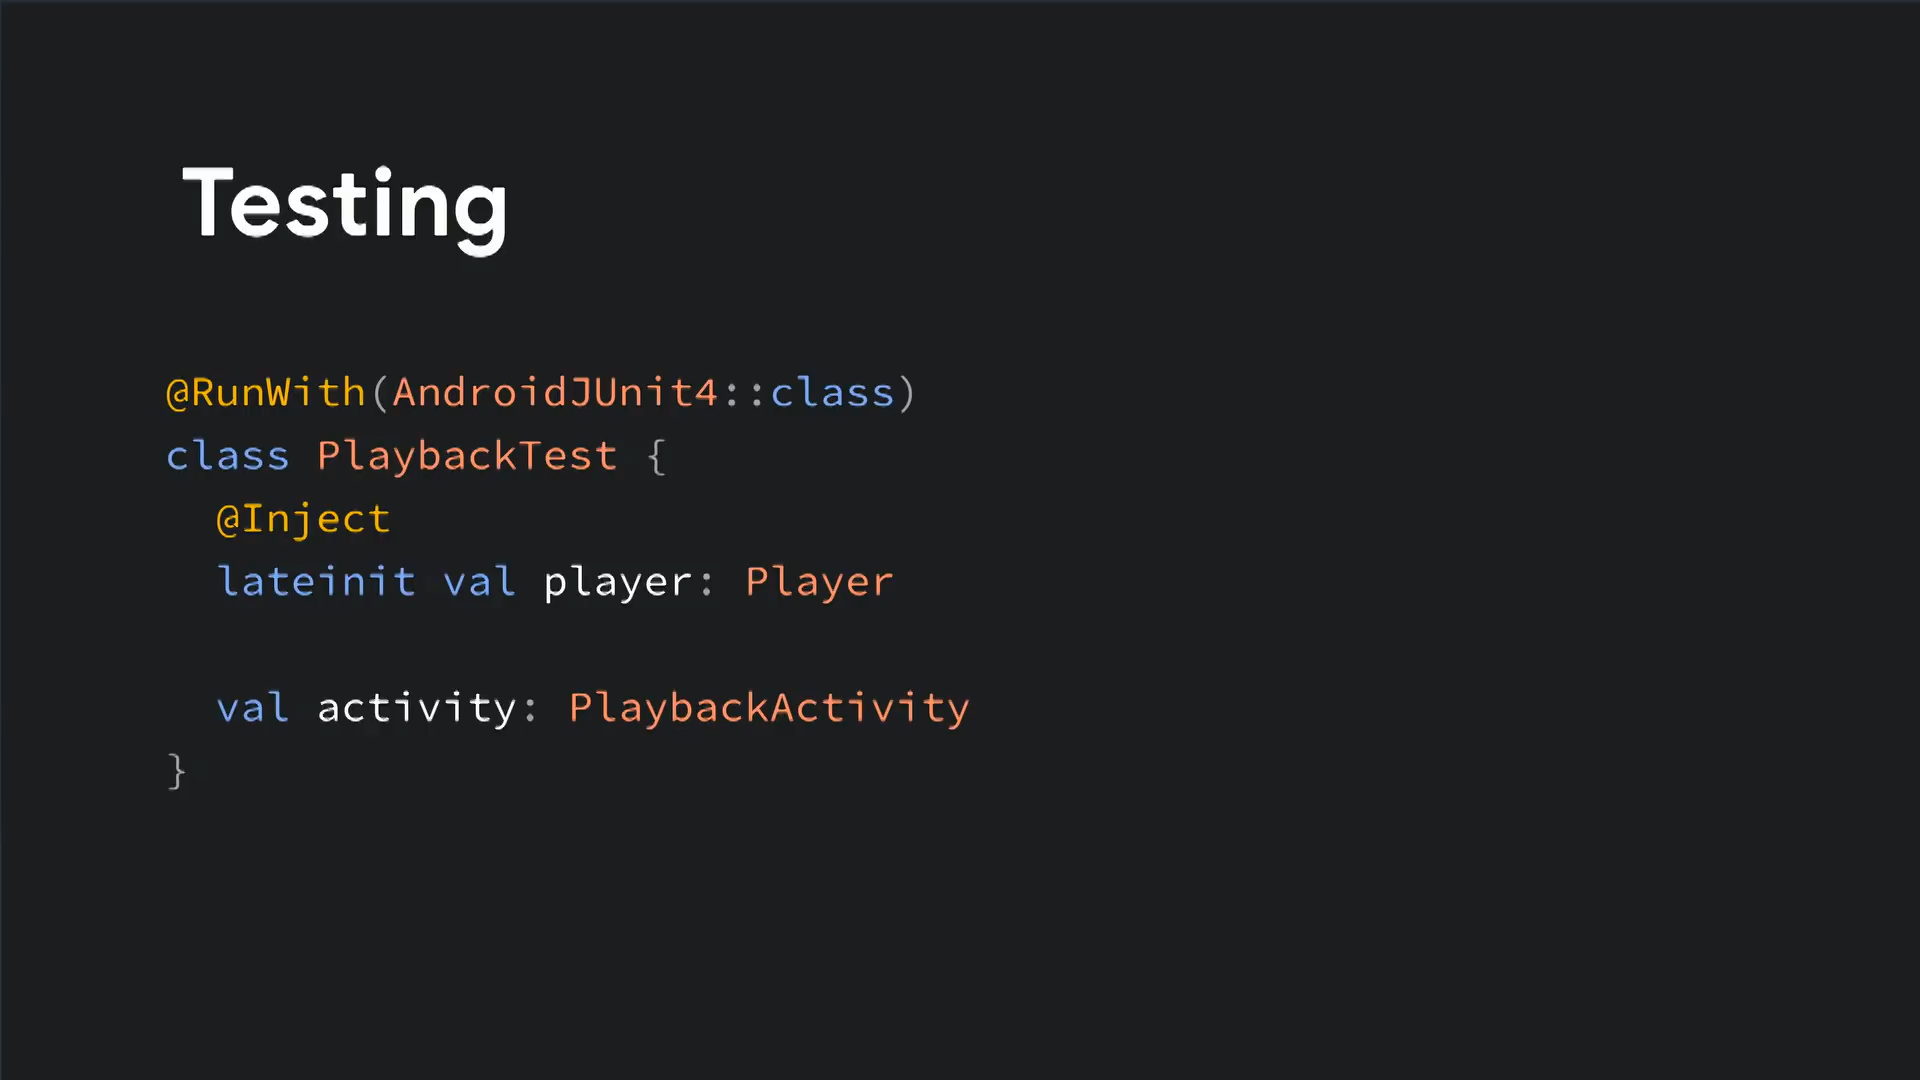 Testing
@RunWith(AndroidJUnit4::class)
class PlaybackTest {
@Inject
lateinit val player: Player
val activity: PlaybackActivity
}